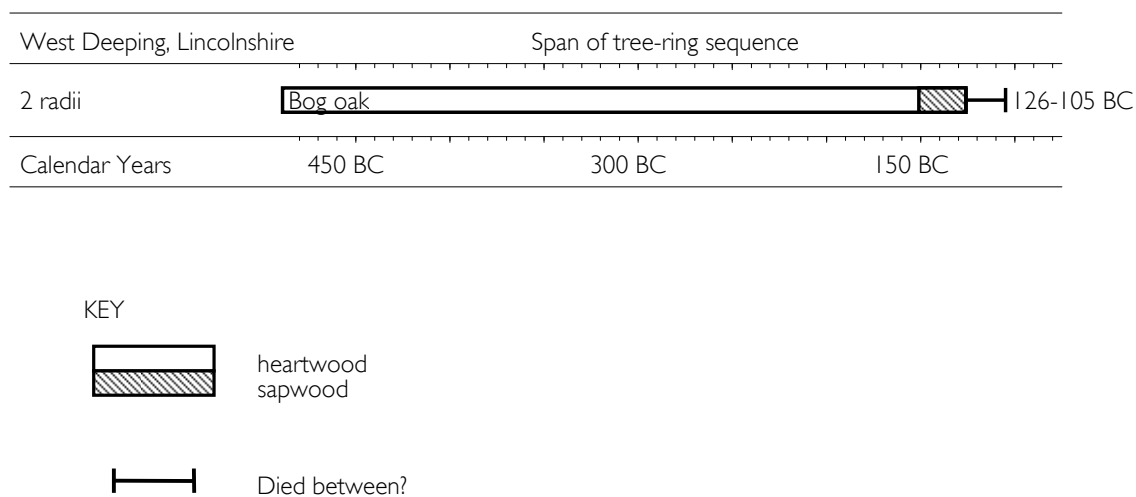 West Deeping, Lincolnshire Span of tree-ring sequence
2 radii Bog oak 126-105 BC
Calendar Years 450 BC 300 BC 150 BC
KEY
heartwood
sapwood
Died between?